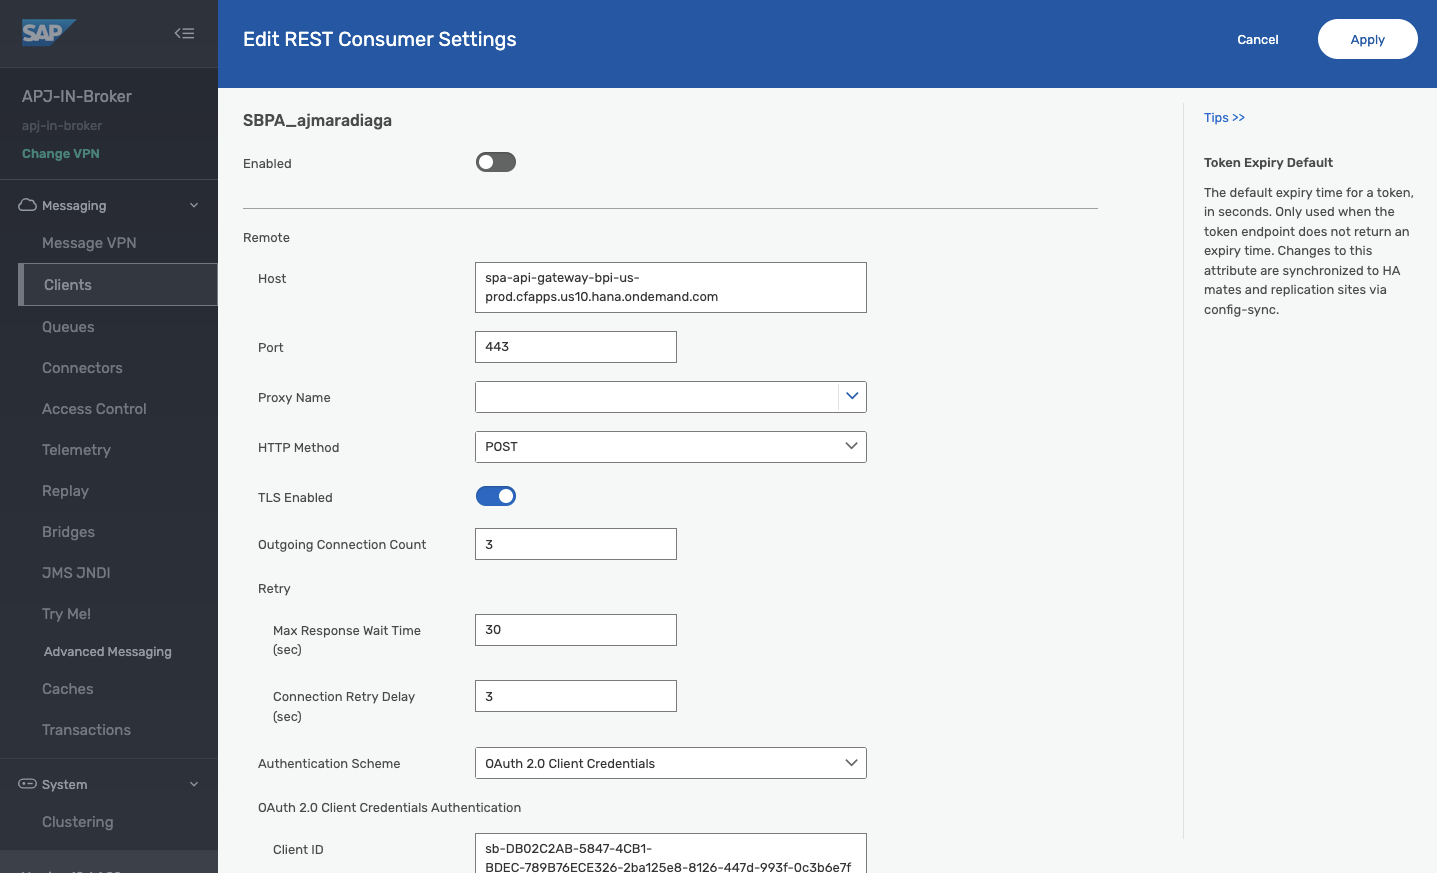 SAP
APJ-IN-Broker
apj-in-broker
Change VPN
Messaging
Message VPN
Clients
Queues
Connectors
Access Control
Telemetry
Replay
Bridges
JMS JNDI
Try Me!
Advanced Messaging
Caches
Transactions
System
Clustering
Edit REST Consumer Settings
Cancel
Apply
SBPA_ajmaradiaga
Enabled
Remote
Host
spa-api-gateway-bpi-us-
prod.cfapps.us10.hana.ondemand.com
Port
443
Proxy Name
HTTP Method
POST
TLS Enabled
Outgoing Connection Count
3
Retry
Max Response Wait Time
(sec)
30
Connection Retry Delay
(sec)
3
Authentication Scheme
OAuth 2.0 Client Credentials
OAuth 2.0 Client Credentials Authentication
Client ID
sb-DB02C2AB-5847-4CB1-
BDEC-789B76ECE326-2ba125e8-8126-447d-993f-0c3b6e7f
Tips >>
Token Expiry Default
The default expiry time for a token,
in seconds. Only used when the
token endpoint does not return an
expiry time. Changes to this
attribute are synchronized to HA
mates and replication sites via
config-sync.